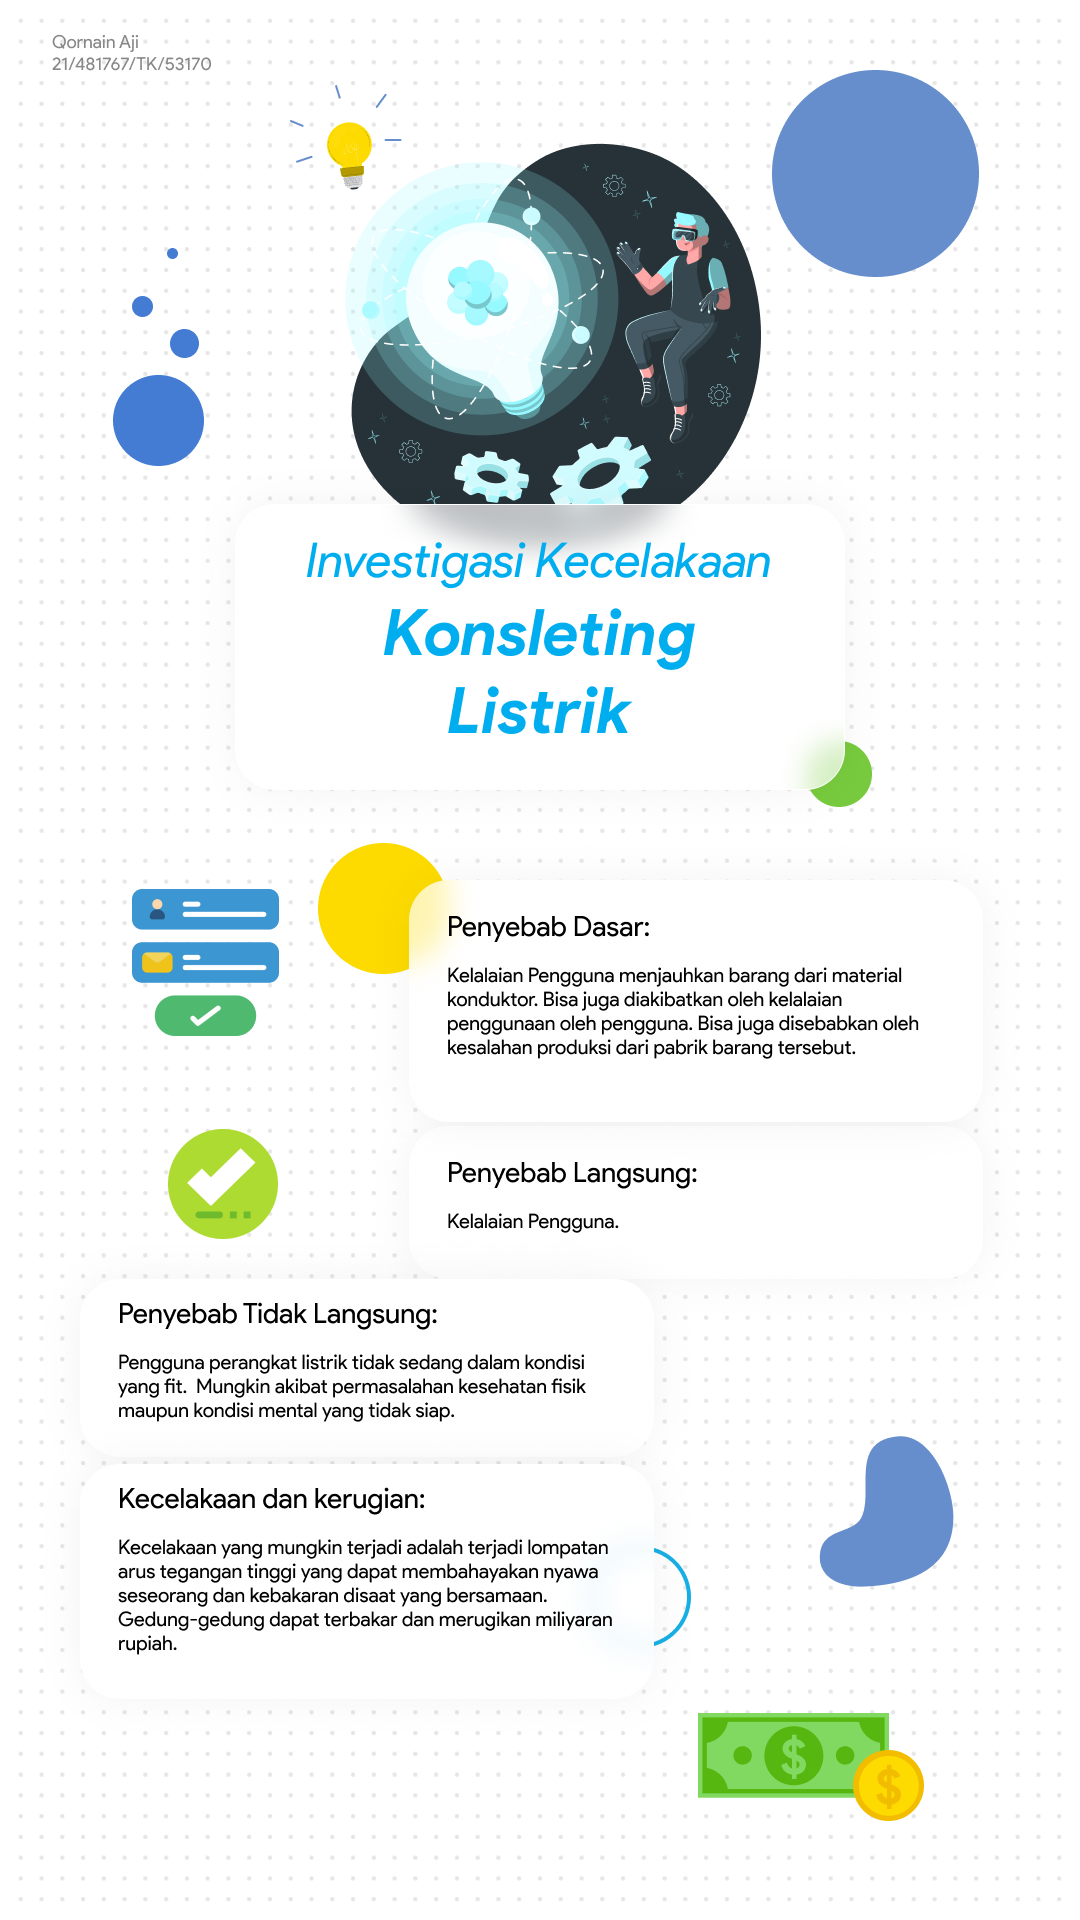 Qornain Aji
21/481767/TK/53170
Investigasi Kecelakaan
Konsleting
Listrik
Penyebab Dasar:
Kelalaian Pengguna menjauhkan barang dari material
konduktor. Bisa juga diakibatkan oleh kelalaian
penggunaan oleh pengguna. Bisa juga disebabkan oleh
kesalahan produksi dari pabrik barang tersebut.
Penyebab Langsung:
Kelalaian Pengguna.
Penyebab Tidak Langsung:
Pengguna perangkat listrik tidak sedang dalam kondisi
yang fit.  Mungkin akibat permasalahan kesehatan fisik
maupun kondisi mental yang tidak siap.
Kecelakaan dan kerugian:
Kecelakaan yang mungkin terjadi adalah terjadi lompatan
arus tegangan tinggi yang dapat membahayakan nyawa
seseorang dan kebakaran disaat yang bersamaan.
Gedung-gedung dapat terbakar dan merugikan miliyaran
rupiah.
$
$